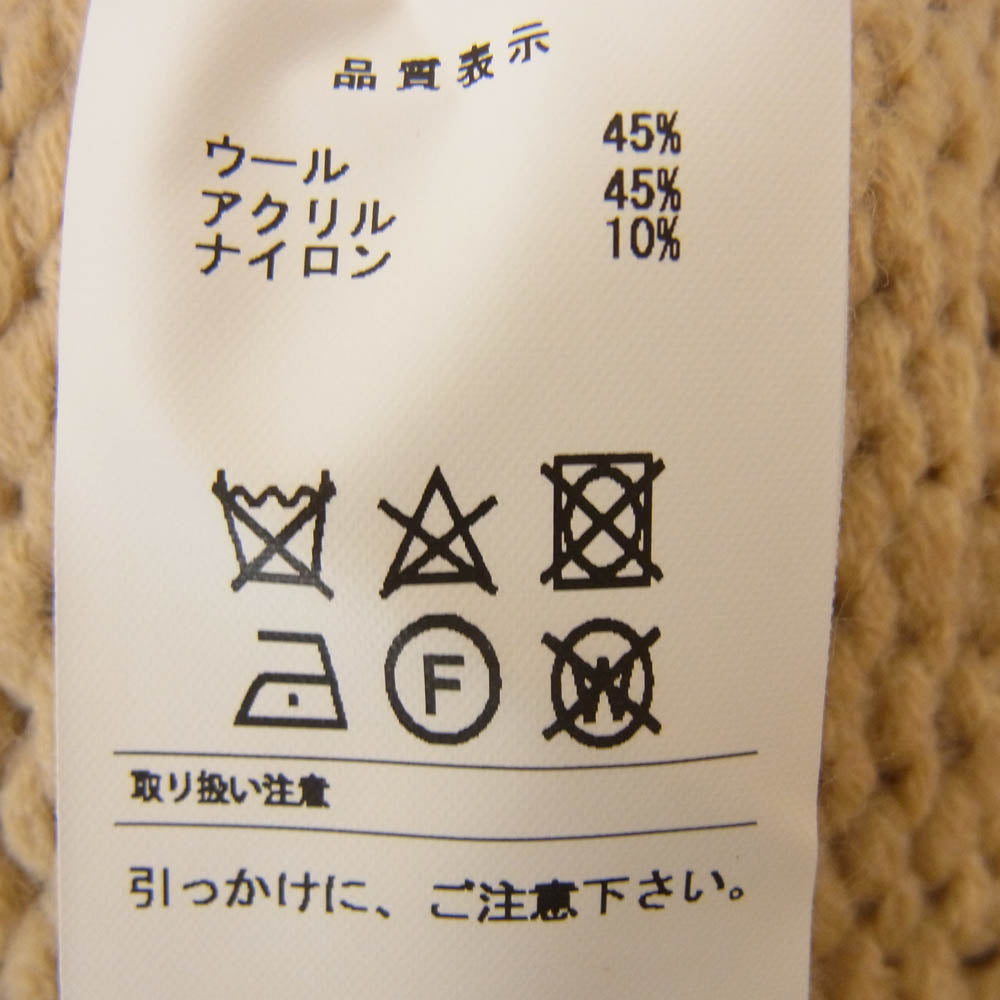 品質表示
ウール 45%
アクリル 45%
ナイロン 10%
F W
取り扱い注意
引っかけに、ご注意下さい。